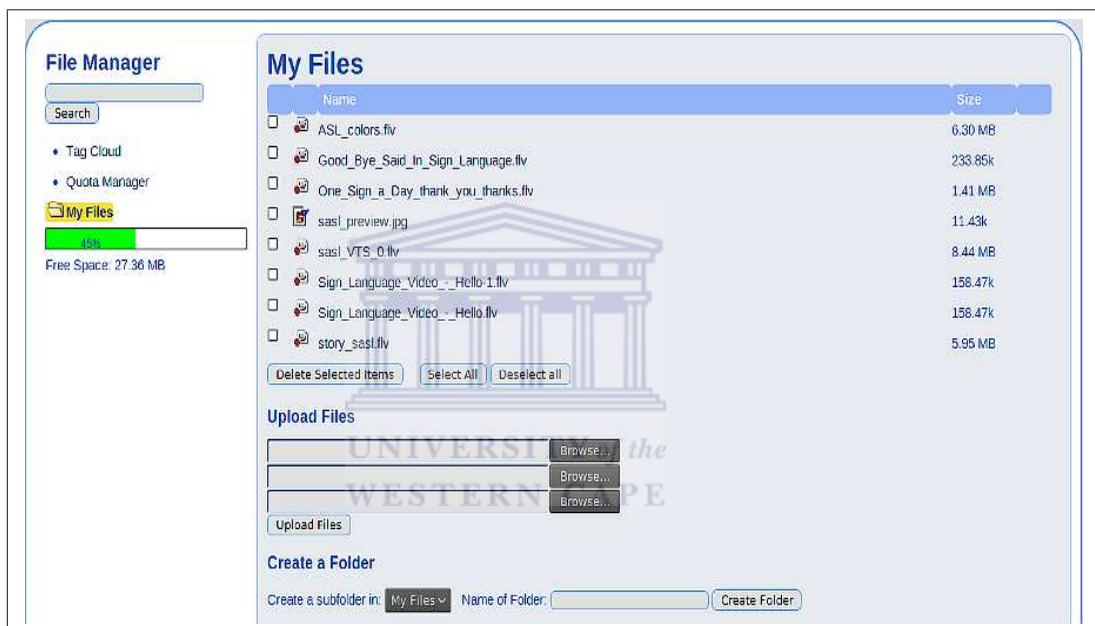 File Manager
Search
• Tag Cloud
• Quota Manager
My Files
45%
Free Space: 27.36 MB
My Files
Name Size
ASL_colors.flv 6.30 MB
Good_Bye_Said_In_Sign_Language.flv 233.85k
One_Sign_a_Day_thank_you_thanks.flv 1.41 MB
sasl_preview.jpg 11.43k
sasl_VTS_0.flv 8.44 MB
Sign_Language_Video_-_Hello-1.flv 158.47k
Sign_Language_Video_-_Hello.flv 158.47k
story_sasl.flv 5.95 MB
Delete Selected Items Select All Deselect all
Upload Files
Browse...
Browse...
Browse...
Upload Files
Create a Folder
Create a subfolder in: My Files Name of Folder: Create Folder
UNIVERSITY of the
WESTERN CAPE